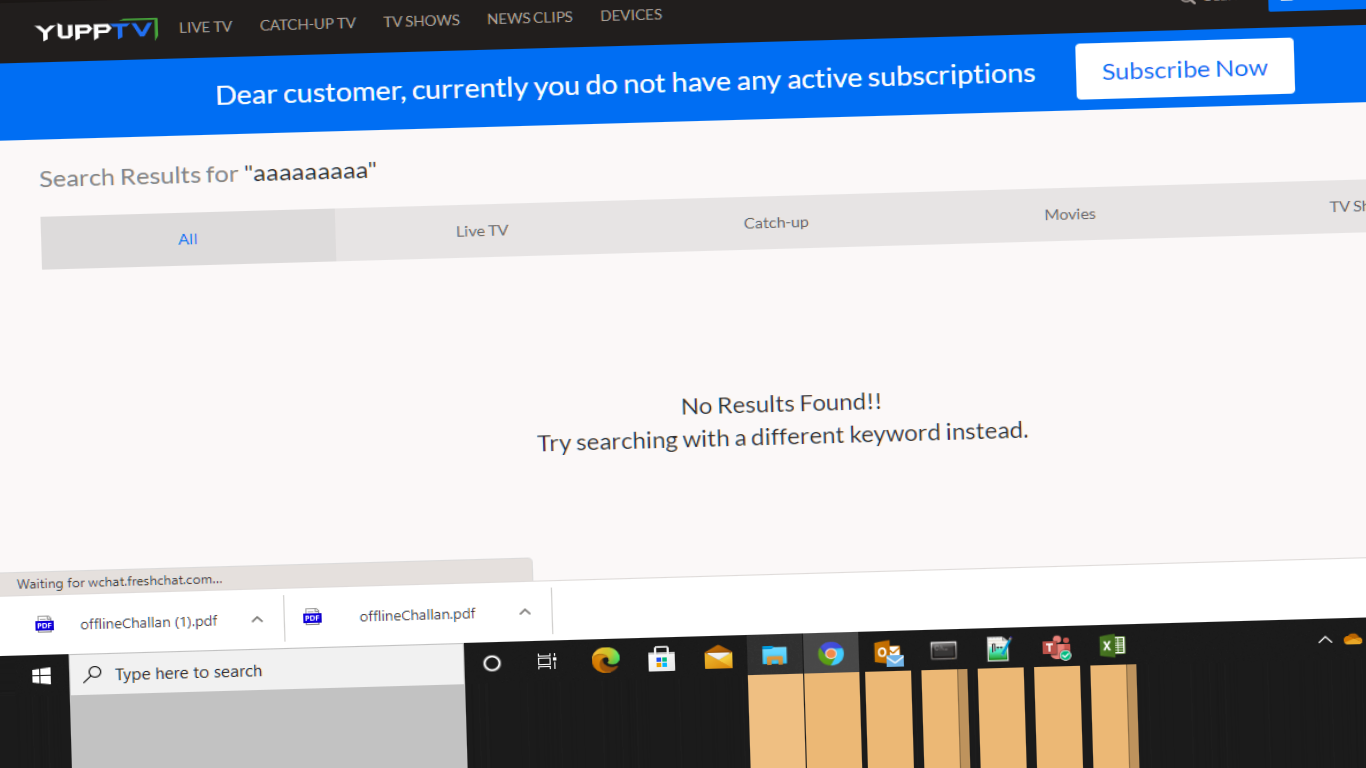 YUPPTV LIVE TV CATCH-UP TV TV SHOWS NEWS CLIPS DEVICES
Dear customer, currently you do not have any active subscriptions Subscribe Now
Search Results for "aaaaaaaaa"
All Live TV Catch-up Movies TV Sh
No Results Found!!
Try searching with a different keyword instead.
Waiting for wchat.freshchat.com...
PDF offlineChallan (1).pdf PDF offlineChallan.pdf
Type here to search